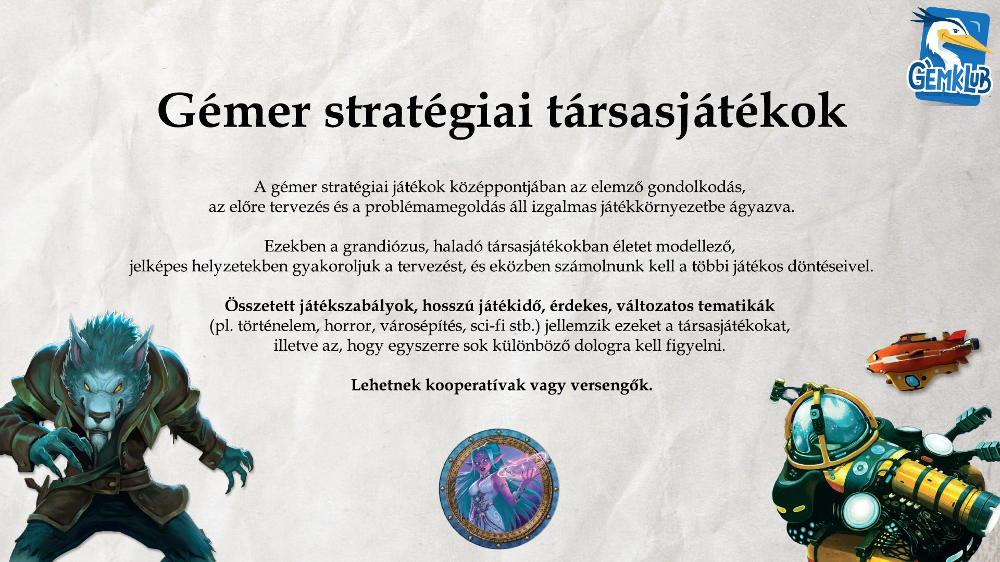 GÉMKLUB
Gémer stratégiai társasjátékok
A gémer stratégiai játékok középpontjában az elemző gondolkodás,
az előre tervezés és a problémamegoldás áll izgalmas játékkörnyezetbe ágyazva.
Ezekben a grandiózus, haladó társasjátékokban életet modellező,
jelképes helyzetekben gyakoroljuk a tervezést, és eközben számolnunk kell a többi játékos döntéseivel.
Összetett játékszabályok, hosszú játékidő, érdekes, változatos tematikák
(pl. történelem, horror, városépítés, sci-fi stb.) jellemzik ezeket a társasjátékokat,
illetve az, hogy egyszerre sok különböző dologra kell figyelni.
Lehetnek kooperatívak vagy versengők.